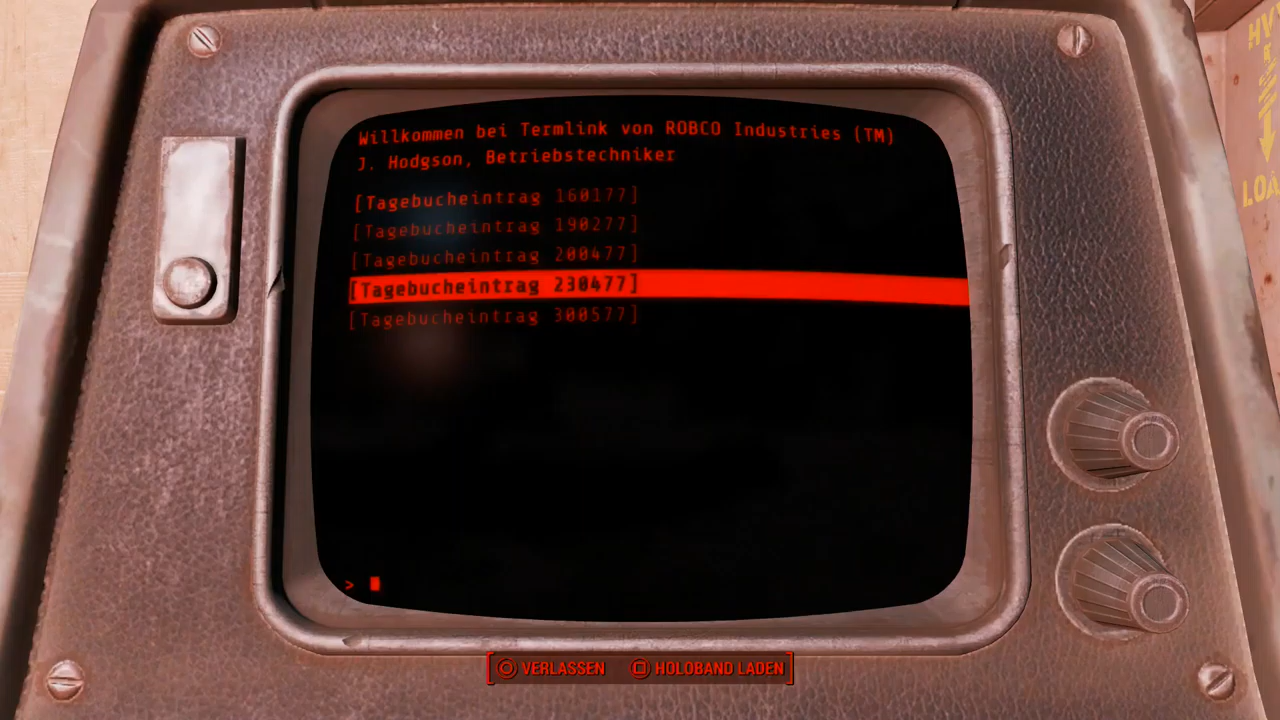 Willkommen bei Termlink von ROBCO Industries (TM)
J. Hodgson, Betriebstechniker
[Tagebucheintrag 160177]
[Tagebucheintrag 190277]
[Tagebucheintrag 200477]
[Tagebucheintrag 230477]
[Tagebucheintrag 300577]
>
VERLASSEN HOLOBAND LADEN